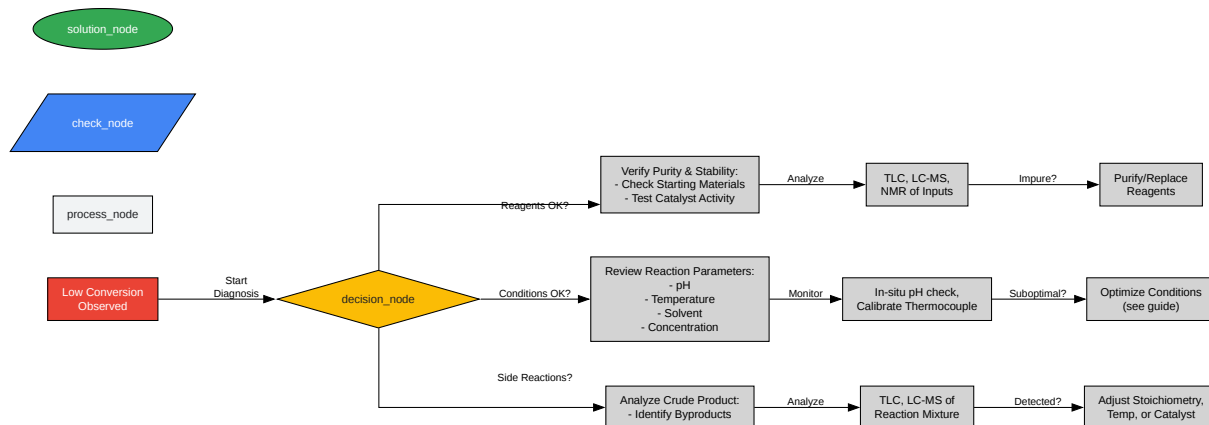 solution_node
check_node
process_node
Low Conversion
Observed
Start
Diagnosis
decision_node
Reagents OK?
Verify Purity & Stability:
- Check Starting Materials
- Test Catalyst Activity
Analyze
TLC, LC-MS,
NMR of Inputs
Impure?
Purify/Replace
Reagents
Conditions OK?
Review Reaction Parameters:
- pH
- Temperature
- Solvent
- Concentration
Monitor
In-situ pH check,
Calibrate Thermocouple
Suboptimal?
Optimize Conditions
(see guide)
Side Reactions?
Analyze Crude Product:
- Identify Byproducts
Analyze
TLC, LC-MS of
Reaction Mixture
Detected?
Adjust Stoichiometry,
Temp, or Catalyst